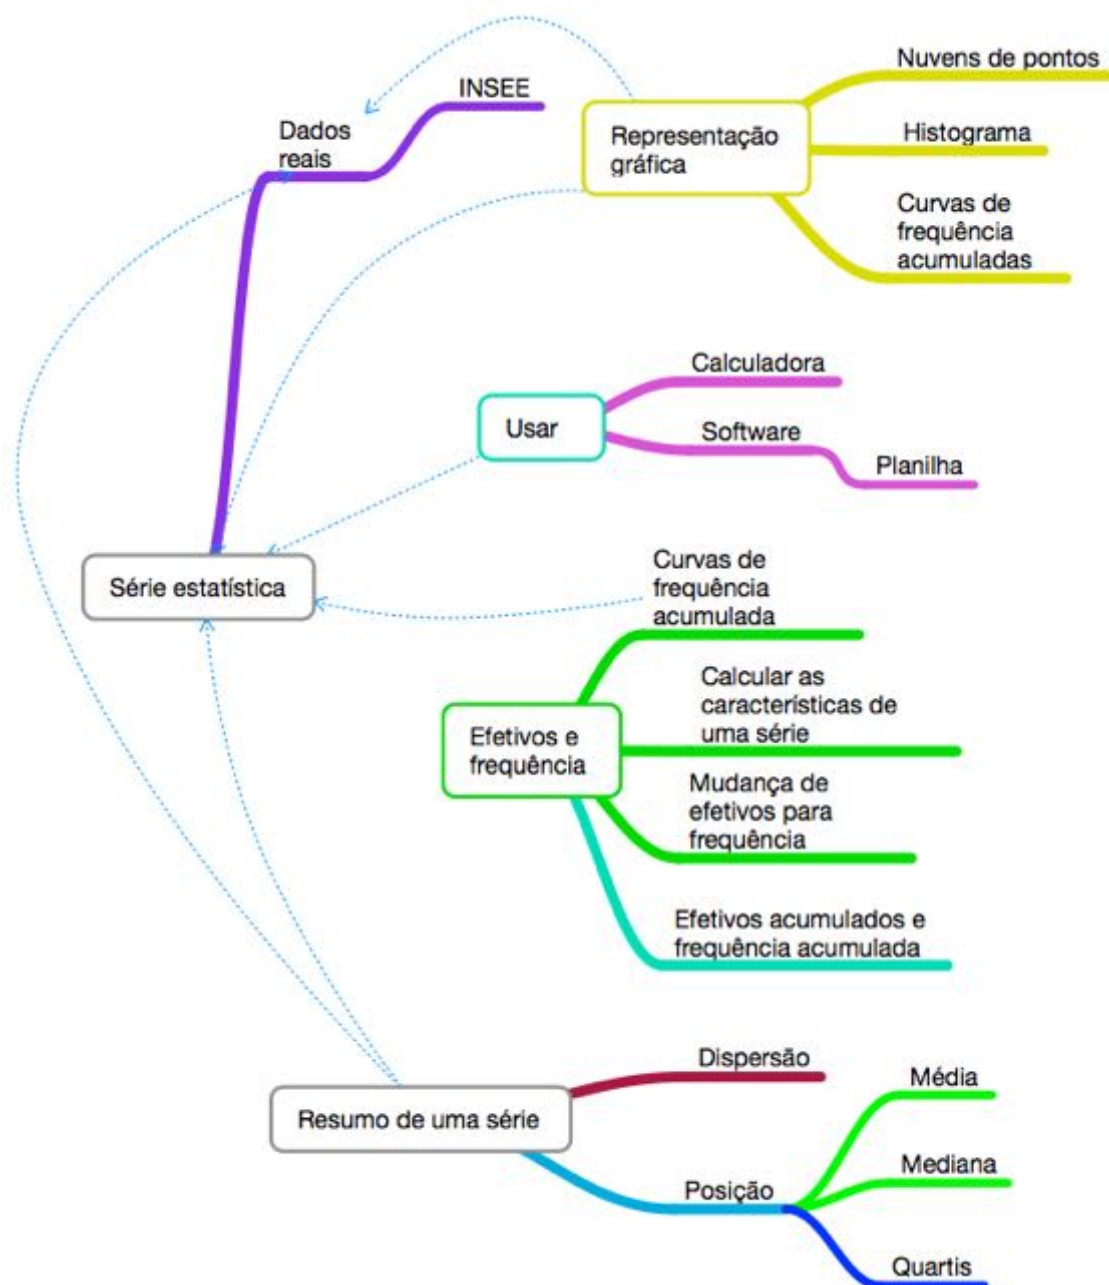 INSEE
Dados
reais
Representação
gráfica
Nuvens de pontos
Histograma
Curvas de
frequência
acumuladas
Usar
Calculadora
Software
Planilha
Série estatística
Curvas de
frequência
acumulada
Efetivos e
frequência
Calcular as
características de
uma série
Mudança de
efetivos para
frequência
Efetivos acumulados e
frequência acumulada
Resumo de uma série
Dispersão
Posição
Média
Mediana
Quartis